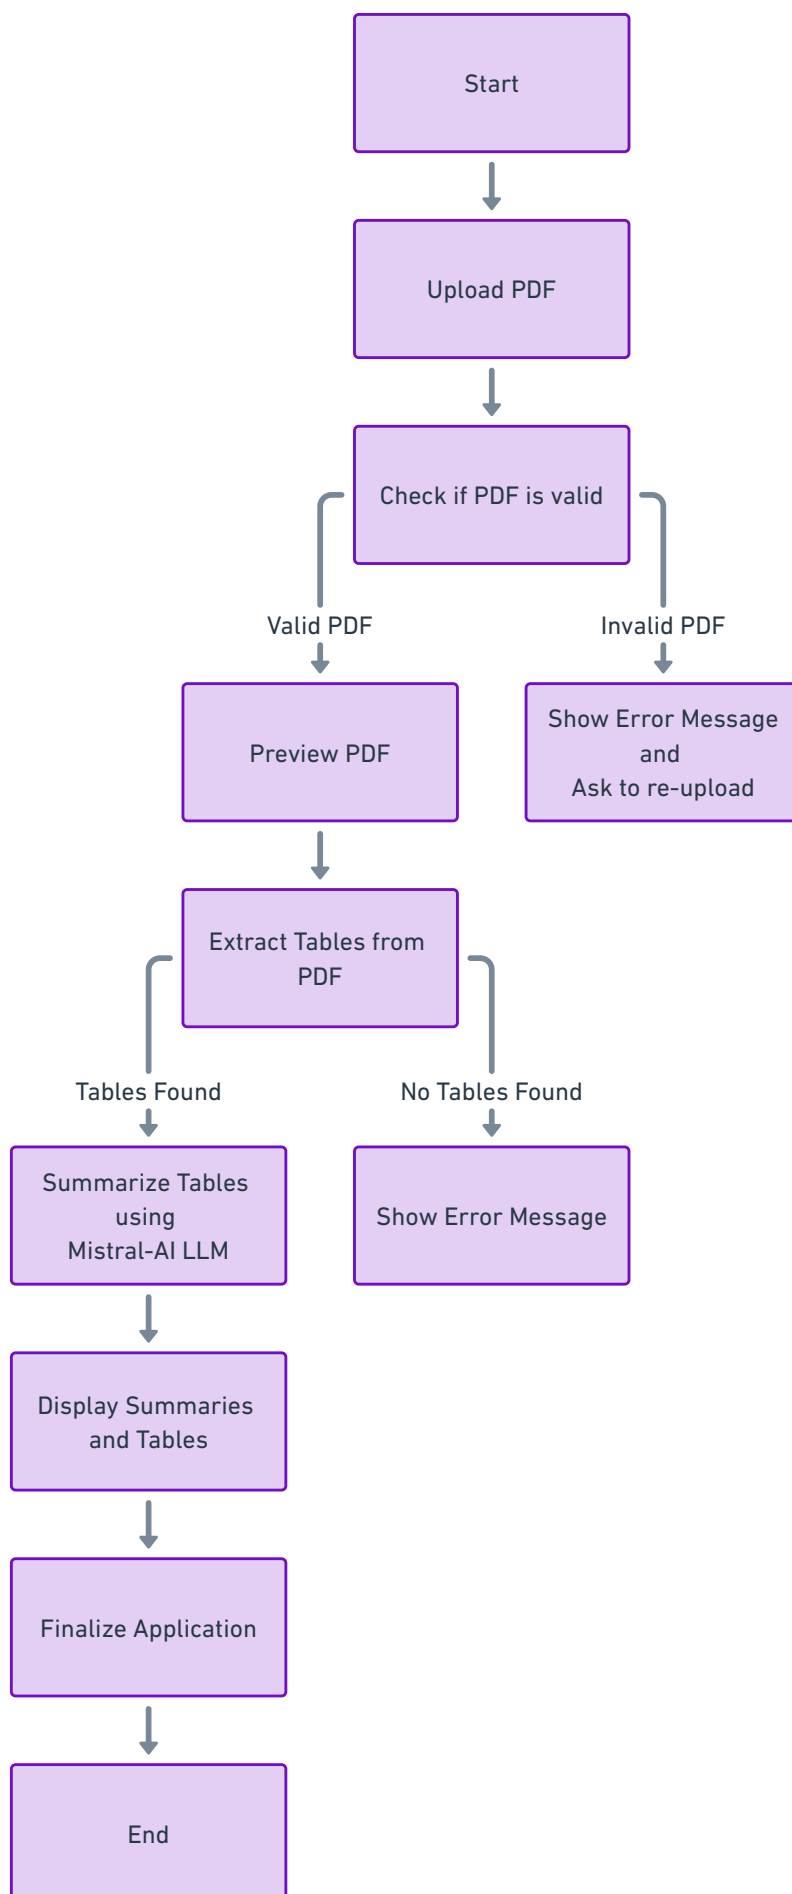 Start
Upload PDF
Check if PDF is valid
Valid PDF
Invalid PDF
Preview PDF
Show Error Message
and
Ask to re-upload
Extract Tables from
PDF
Tables Found
No Tables Found
Summarize Tables
using
Mistral-AI LLM
Show Error Message
Display Summaries
and Tables
Finalize Application
End